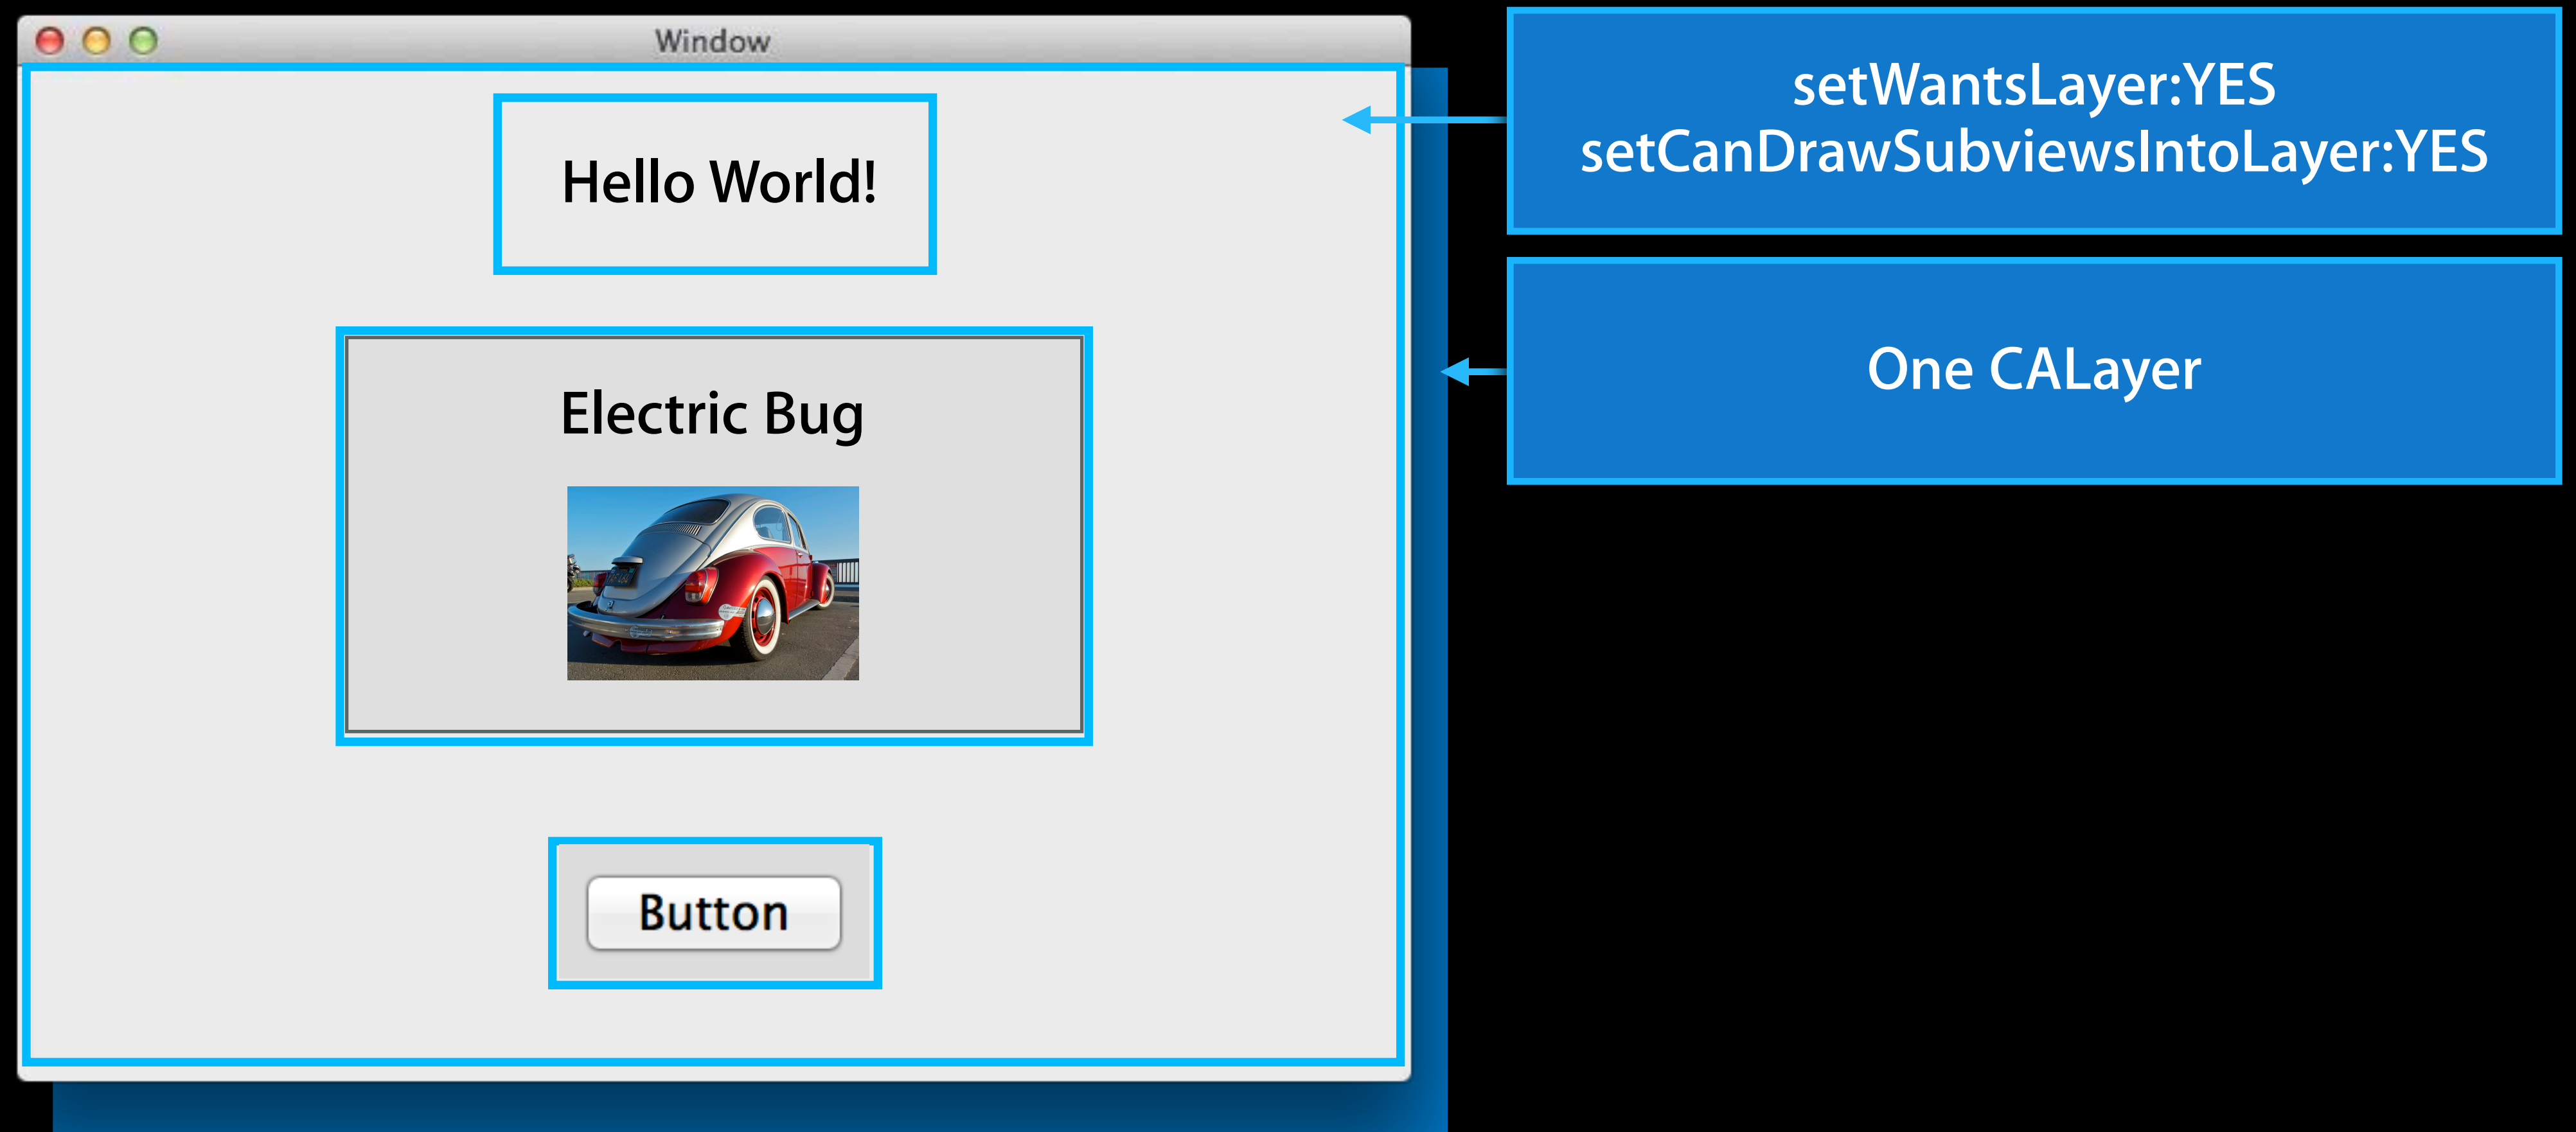 Window
Hello World!
Electric Bug
Button
setWantsLayer:YES
setCanDrawSubviewsIntoLayer:YES
One CALayer